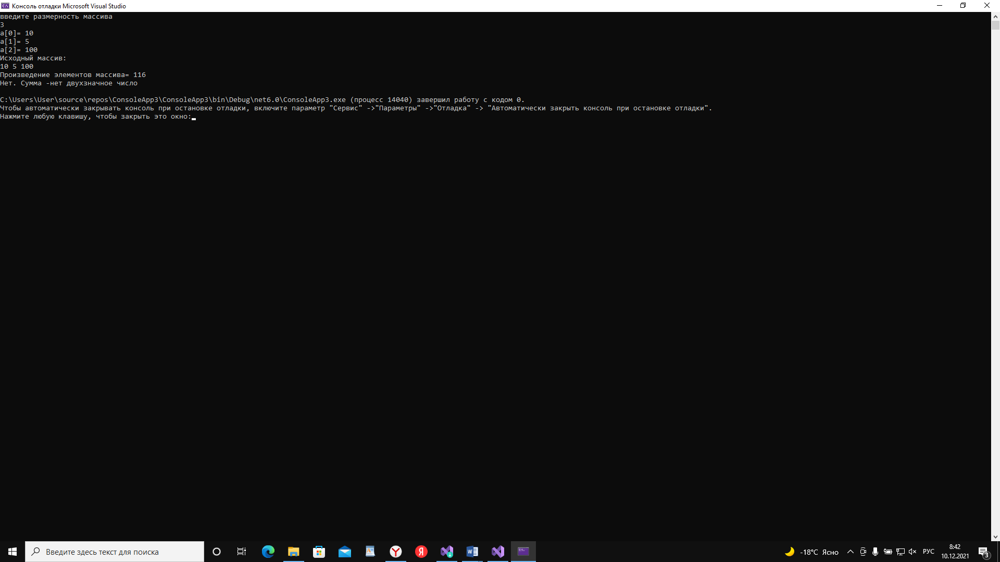 Консоль отладки Microsoft Visual Studio
введите размерность массива
3
a[0]= 10
a[1]= 5
a[2]= 100
Исходный массив:
10 5 100
Произведение элементов массива= 116
Нет. Сумма -нет двухзначное число
C:\Users\User\source\repos\ConsoleApp3\ConsoleApp3\bin\Debug\net6.0\ConsoleApp3.exe (процесс 14040) завершил работу с кодом 0.
Чтобы автоматически закрывать консоль при остановке отладки, включите параметр "Сервис" ->"Параметры" ->"Отладка" -> "Автоматически закрыть консоль при остановке отладки".
Нажмите любую клавишу, чтобы закрыть это окно:
Введите здесь текст для поиска
-18°C Ясно
РУС
8:42
10.12.2021
3